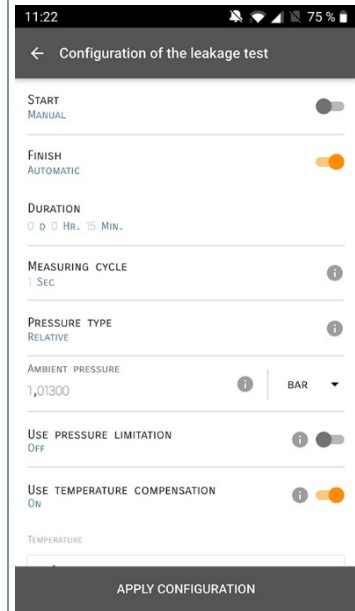 11:22
75 %
Configuration of the leakage test
START
MANUAL
FINISH
AUTOMATIC
DURATION
0 D 0 HR. 15 MIN.
MEASURING CYCLE
1 SEC
PRESSURE TYPE
RELATIVE
AMBIENT PRESSURE
1,01300
BAR
USE PRESSURE LIMITATION
OFF
USE TEMPERATURE COMPENSATION
ON
TEMPERATURE
APPLY CONFIGURATION